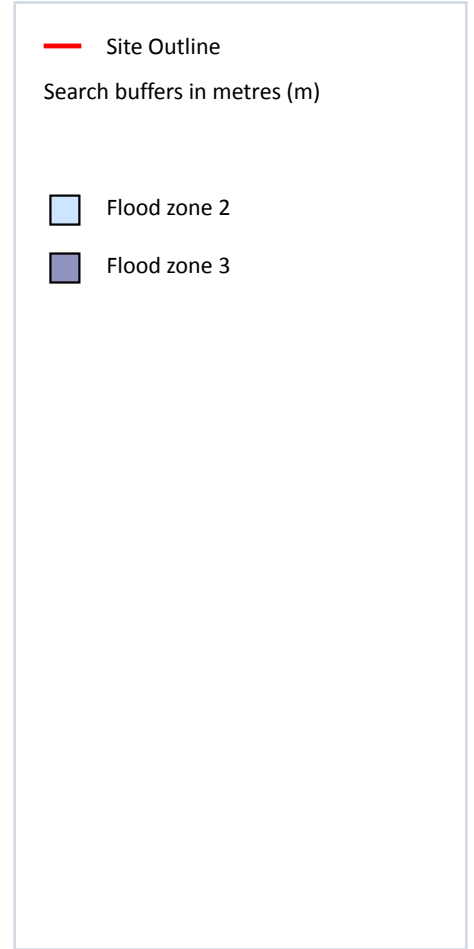 Site Outline
Search buffers in metres (m)
Flood zone 2
Flood zone 3